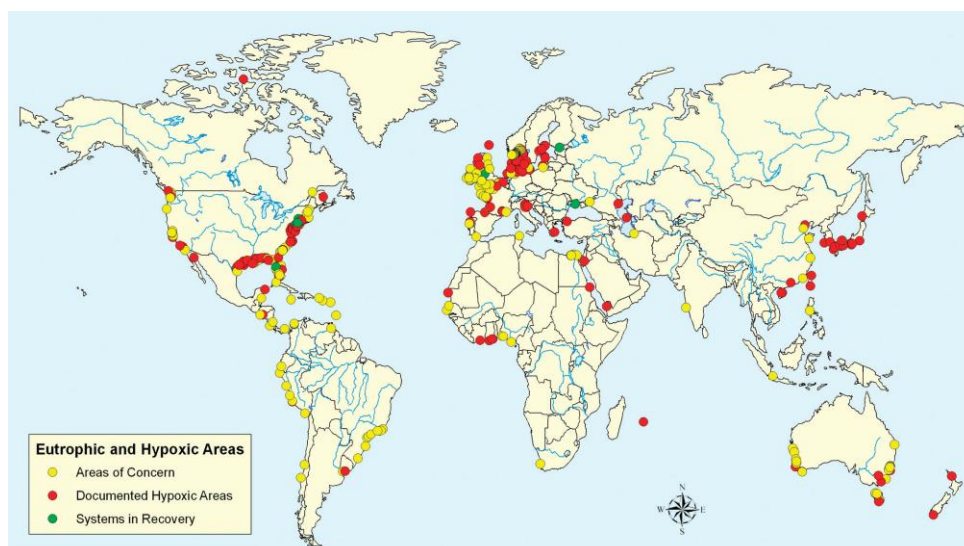 N
W E
S
Eutrophic and Hypoxic Areas
Areas of Concern
Documented Hypoxic Areas
Systems in Recovery